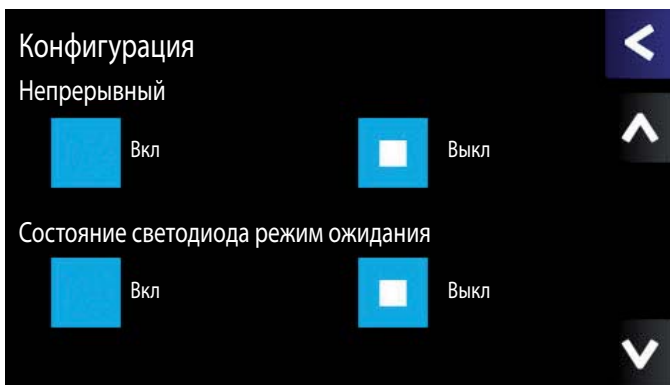 Конфигурация
Непрерывный
Вкл Выкл
Состояние светодиода режим ожидания
Вкл Выкл